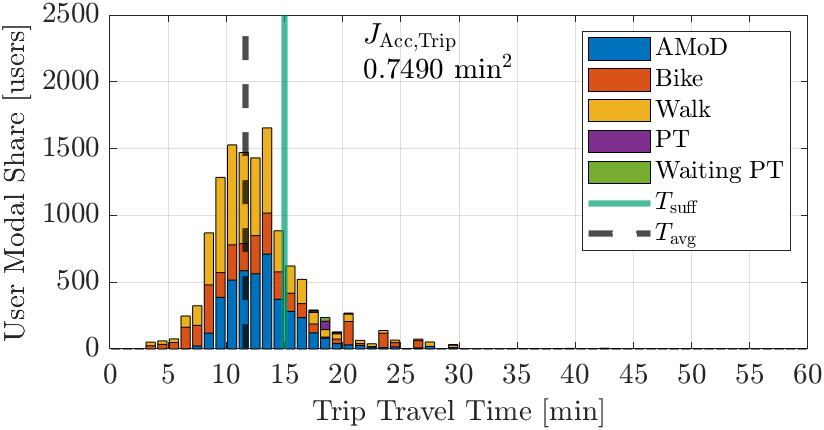 2500
2000
1500
1000
500
0
User Modal Share [users]
J_Acc,Trip
0.7490 min²
AMoD
Bike
Walk
PT
Waiting PT
T_suff
T_avg
0 5 10 15 20 25 30 35 40 45 50 55 60
Trip Travel Time [min]